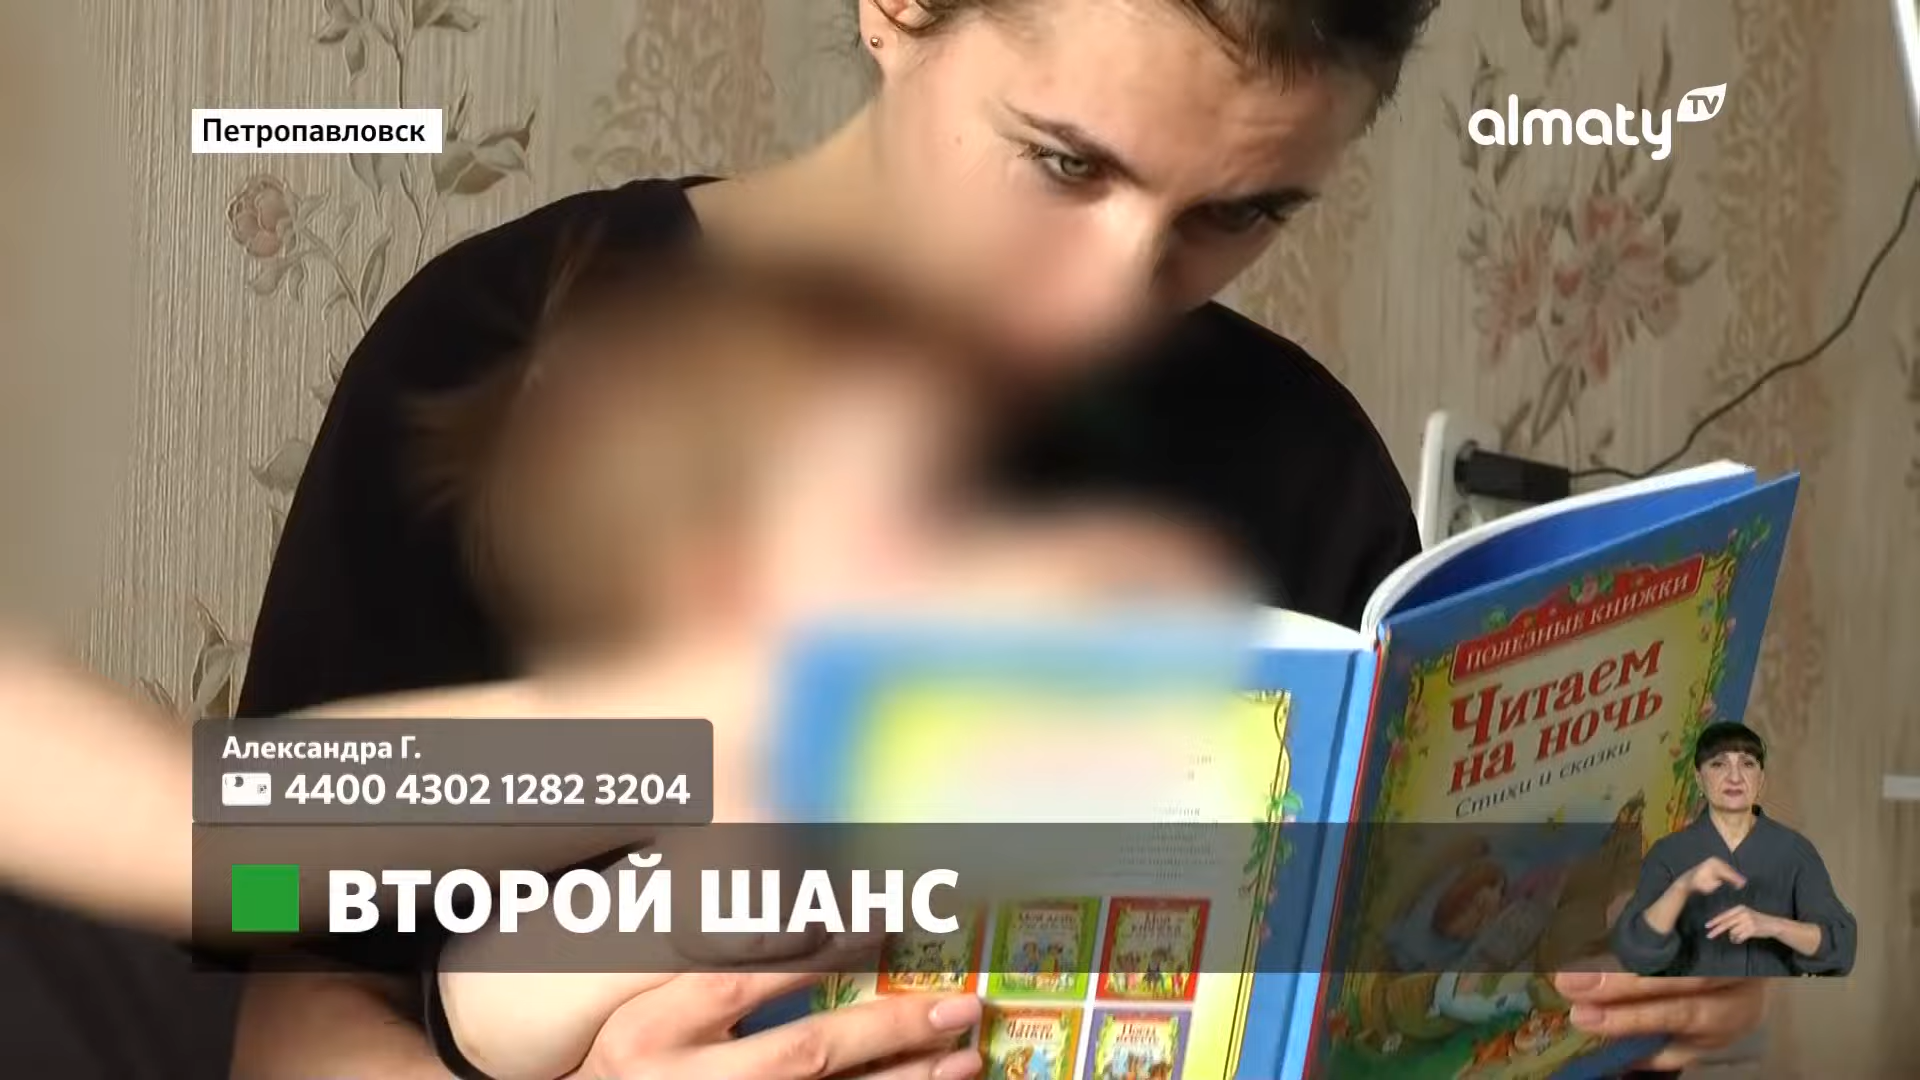 Петропавловск
almaty TV
ПОЛЕЗНЫЕ КНИЖКИ
Читаем
на ночь
Стихи и сказки
Александра Г.
4400 4302 1282 3204
ВТОРОЙ ШАНС